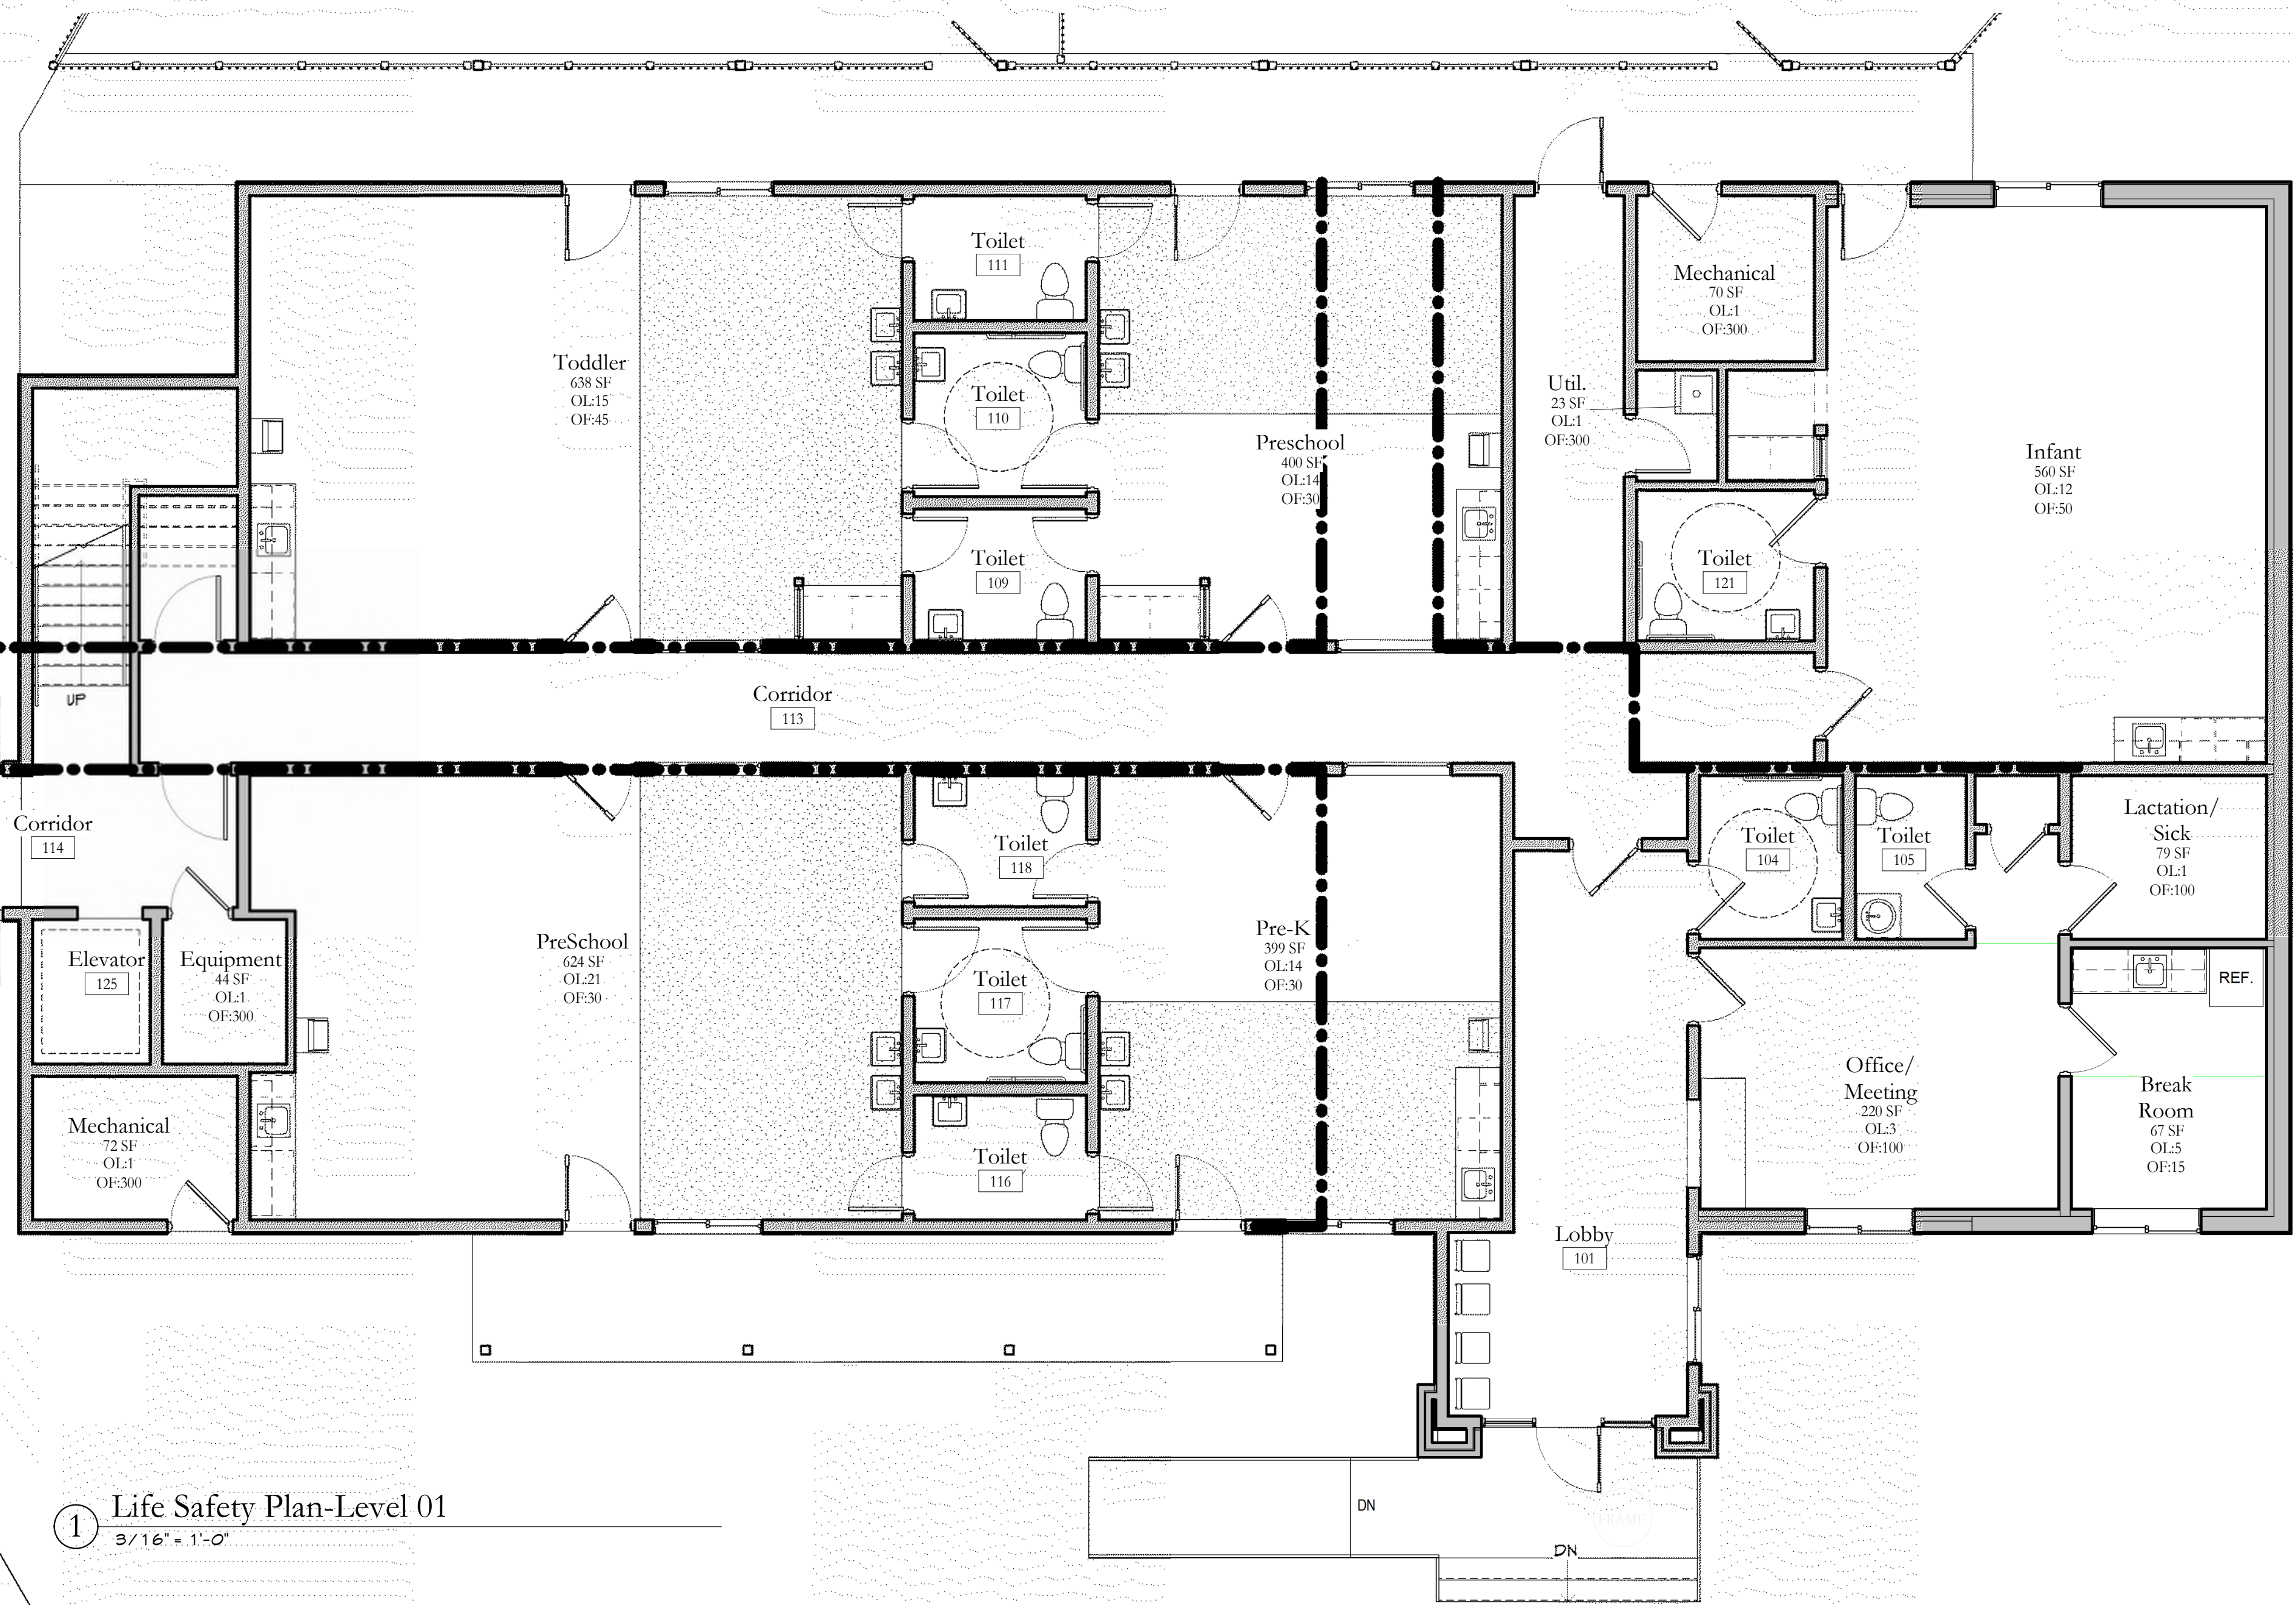 Toilet
111
Mechanical
70 SF
OL:1
OF:300
Toddler
638 SF
OL:15
OF:45
Toilet
110
Util.
23 SF
OL:1
OF:300
Preschool
400 SF
OL:14
OF:30
Infant
560 SF
OL:12
OF:50
Toilet
109
Toilet
121
UP
Corridor
113
Corridor
114
Toilet
118
Toilet
104
Toilet
105
Lactation/
Sick
79 SF
OL:1
OF:100
Elevator
125
Equipment
44 SF
OL:1
OF:300
PreSchool
624 SF
OL:21
OF:30
Toilet
117
Pre-K
399 SF
OL:14
OF:30
REF.
Mechanical
72 SF
OL:1
OF:300
Toilet
116
Office/
Meeting
220 SF
OL:3
OF:100
Break
Room
67 SF
OL:5
OF:15
Lobby
101
DN
FRAME
DN
1
Life Safety Plan-Level 01
3/16" = 1'-0"